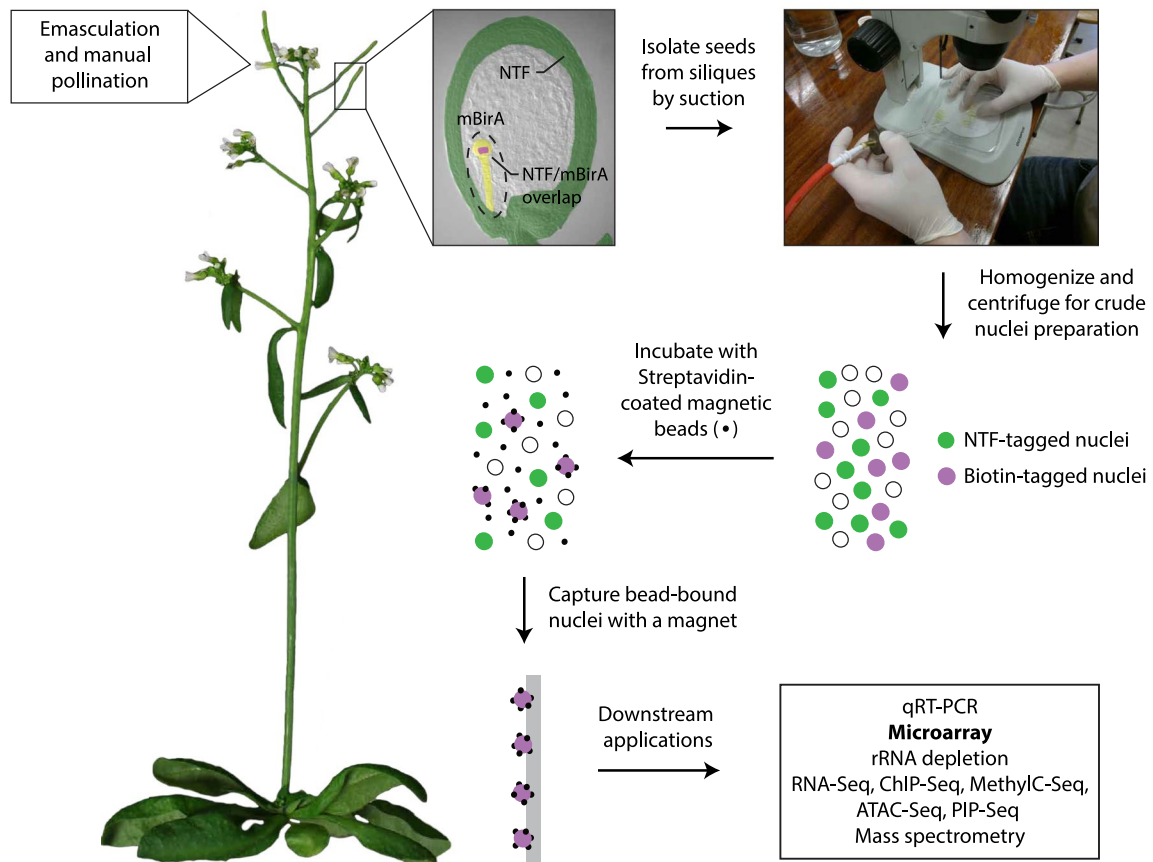 Emasculation
and manual
pollination
NTF
mBirA
NTF/mBirA
overlap
Isolate seeds
from siliques
by suction
Homogenize and
centrifuge for crude
nuclei preparation
NTF-tagged nuclei
Biotin-tagged nuclei
Incubate with
Streptavidin-
coated magnetic
beads (•)
Capture bead-bound
nuclei with a magnet
Downstream
applications
qRT-PCR
Microarray
rRNA depletion
RNA-Seq, ChIP-Seq, MethylC-Seq,
ATAC-Seq, PIP-Seq
Mass spectrometry